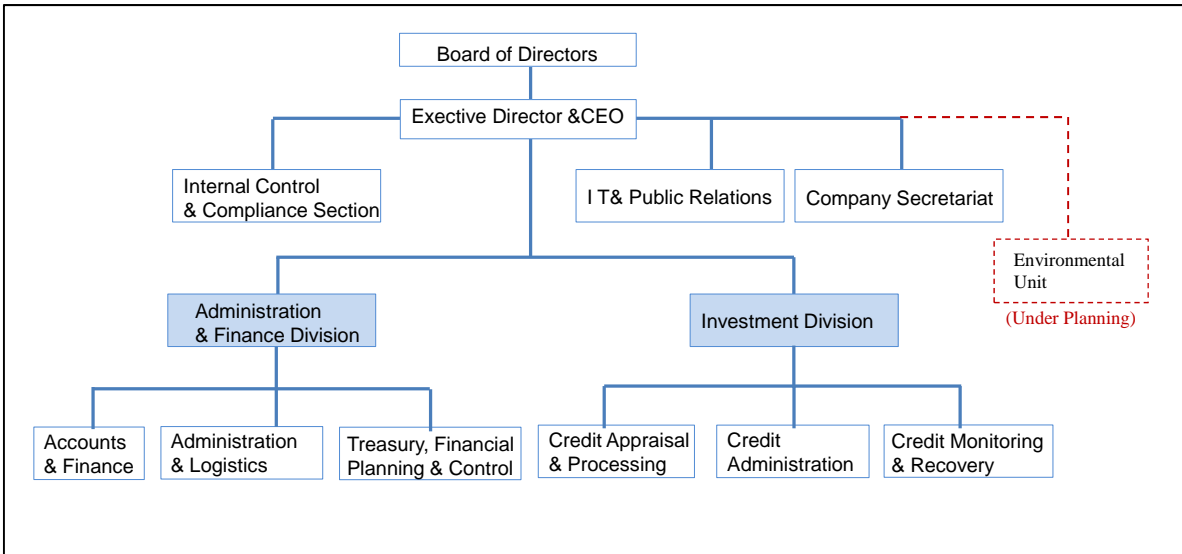 Board of Directors
Exective Director &CEO
Internal Control
& Compliance Section
I T& Public Relations
Company Secretariat
Environmental
Unit
(Under Planning)
Administration
& Finance Division
Investment Division
Accounts
& Finance
Administration
& Logistics
Treasury, Financial
Planning & Control
Credit Appraisal
& Processing
Credit
Administration
Credit Monitoring
& Recovery